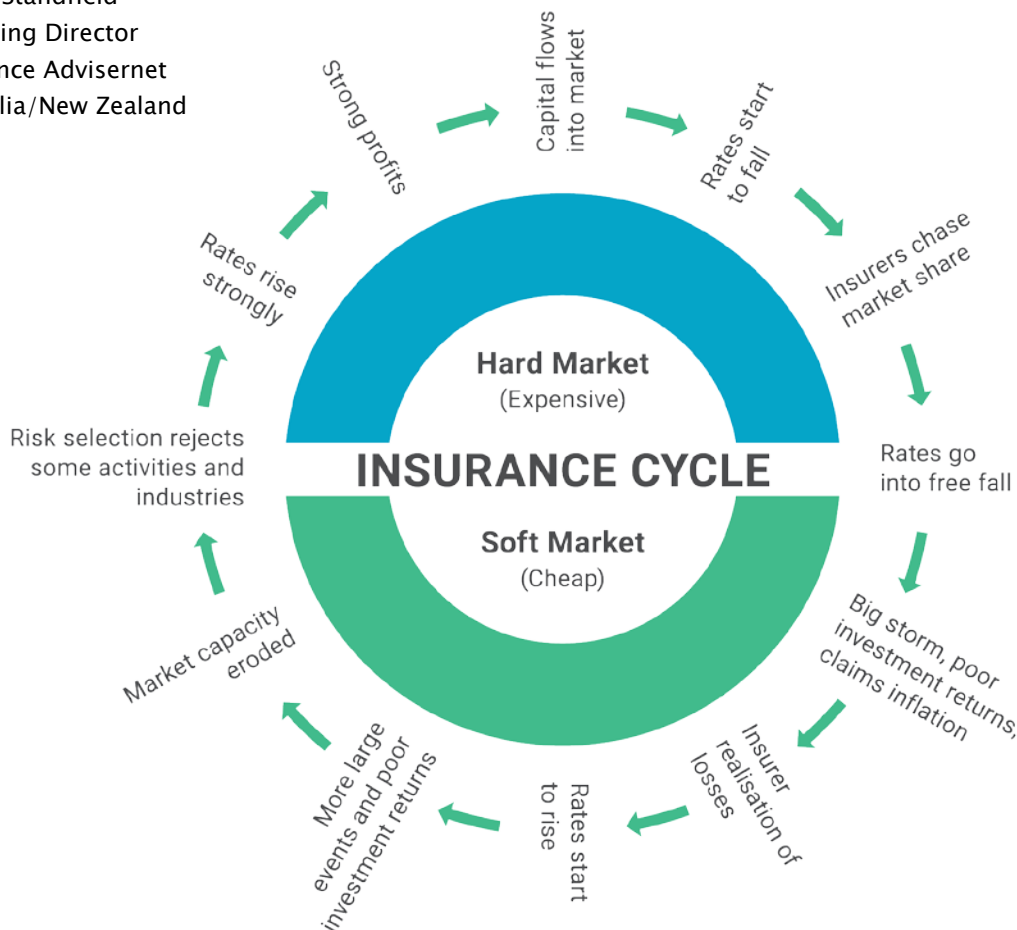 ing Director
nce Advisernet
lia/New Zealand
Capital flows
into market
Rates start
to fall
Insurers chase
market share
Rates go
into free fall
Big storm, poor
investment returns,
claims inflation
Insurer
realisation of
losses
Rates start
to rise
More large
events and poor
investment returns
Market capacity
eroded
Risk selection rejects
some activities and
industries
Rates rise
strongly
Strong profits
Hard Market
(Expensive)
INSURANCE CYCLE
Soft Market
(Cheap)